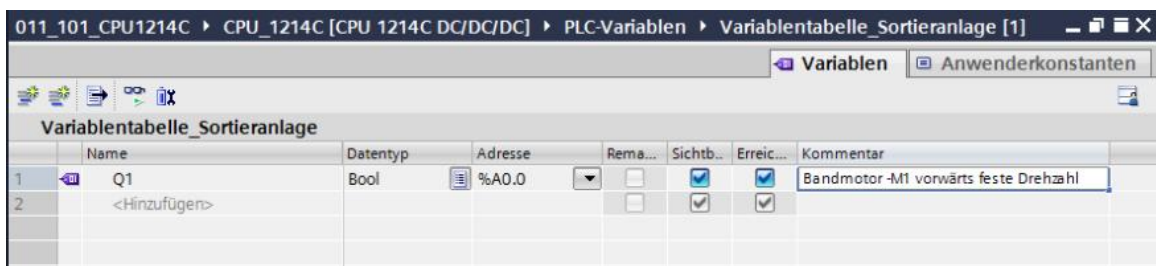 011_101_CPU1214C ▸ CPU_1214C [CPU 1214C DC/DC/DC] ▸ PLC-Variablen ▸ Variablentabelle_Sortieranlage [1]
Variablen Anwenderkonstanten
Variablentabelle_Sortieranlage
Name Datentyp Adresse Rema... Sichtb... Erreic... Kommentar
1 Q1 Bool %A0.0 Bandmotor -M1 vorwärts feste Drehzahl
2 <Hinzufügen>